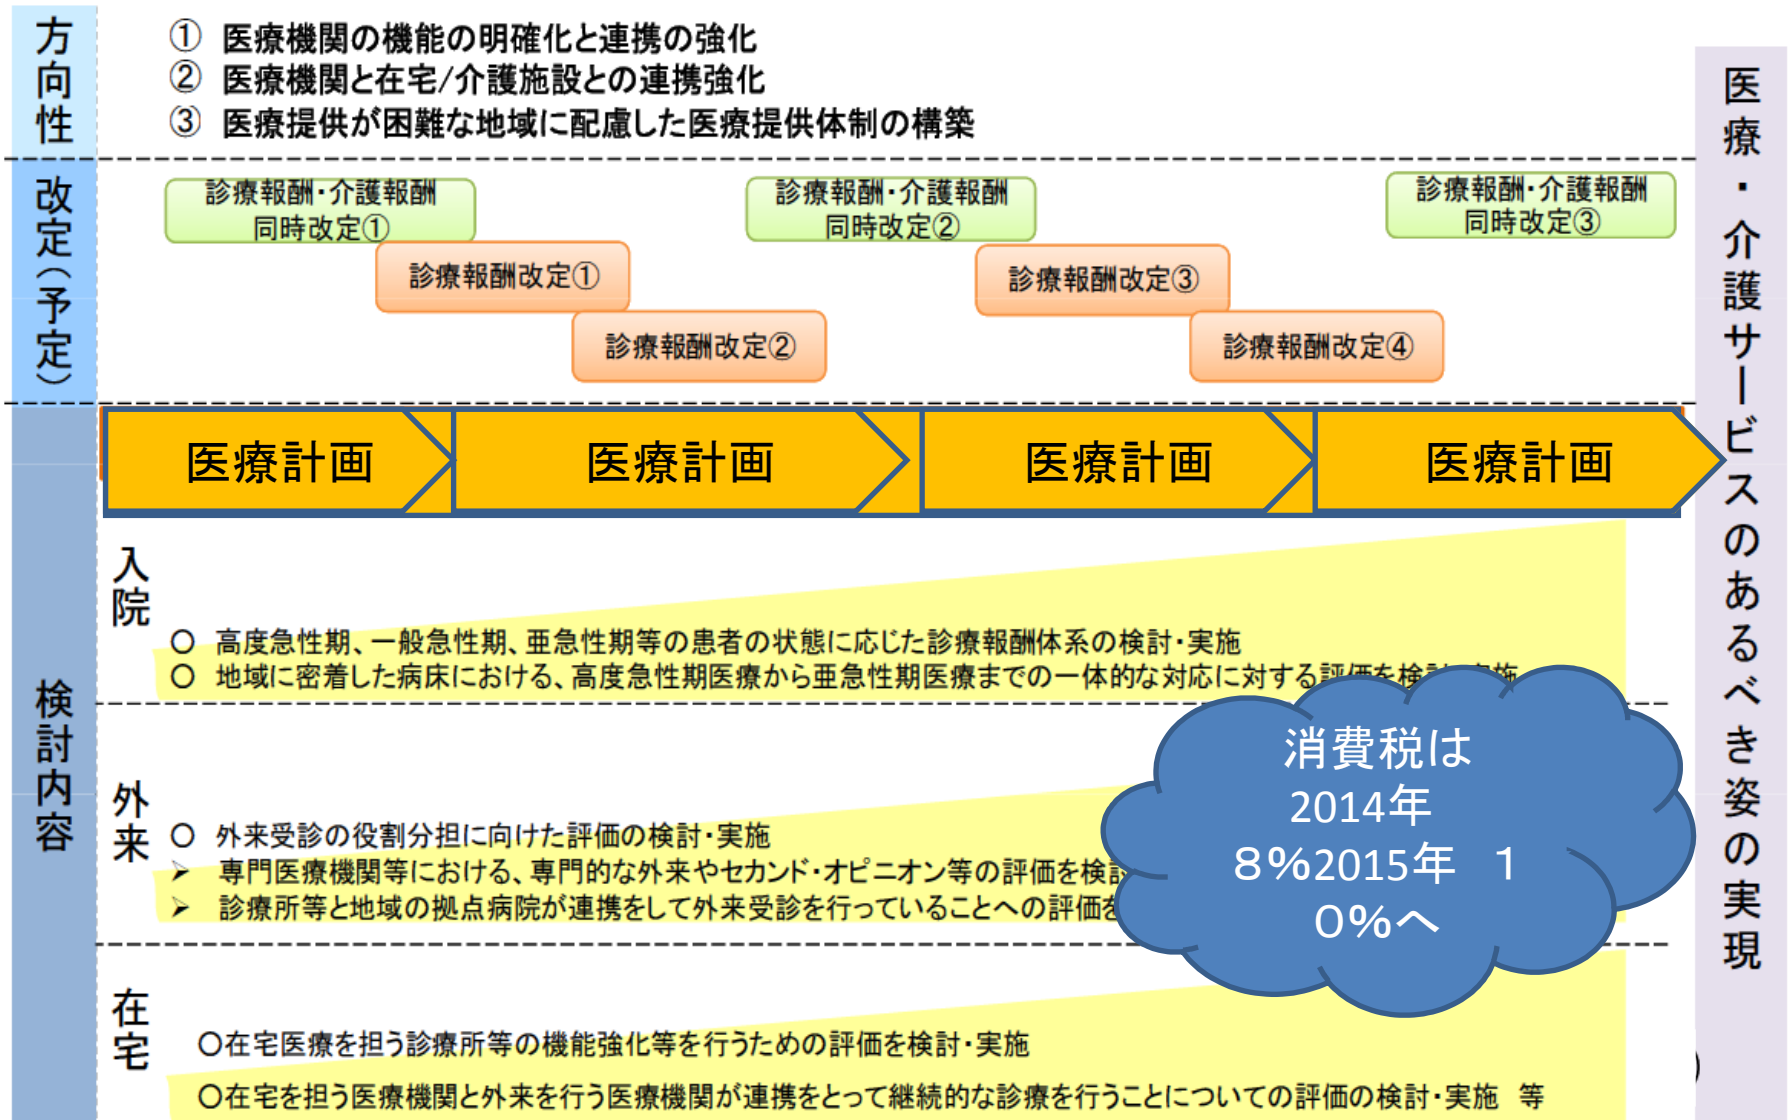 方向性
① 医療機関の機能の明確化と連携の強化
② 医療機関と在宅/介護施設との連携強化
③ 医療提供が困難な地域に配慮した医療提供体制の構築
改定(予定)
診療報酬・介護報酬
同時改定①
診療報酬・介護報酬
同時改定②
診療報酬・介護報酬
同時改定③
診療報酬改定①
診療報酬改定③
診療報酬改定②
診療報酬改定④
医療計画
医療計画
医療計画
医療計画
検討内容
入院
○ 高度急性期、一般急性期、亜急性期等の患者の状態に応じた診療報酬体系の検討・実施
○ 地域に密着した病床における、高度急性期医療から亜急性期医療までの一体的な対応に対する評価を検討・実施
外来
○ 外来受診の役割分担に向けた評価の検討・実施
➢ 専門医療機関等における、専門的な外来やセカンド・オピニオン等の評価を検討
➢ 診療所等と地域の拠点病院が連携をして外来受診を行っていることへの評価を
消費税は
2014年
8%2015年 1
0%へ
在宅
○在宅医療を担う診療所等の機能強化等を行うための評価を検討・実施
○在宅を担う医療機関と外来を行う医療機関が連携をとって継続的な診療を行うことについての評価の検討・実施 等
)
医療・介護サービスのあるべき姿の実現